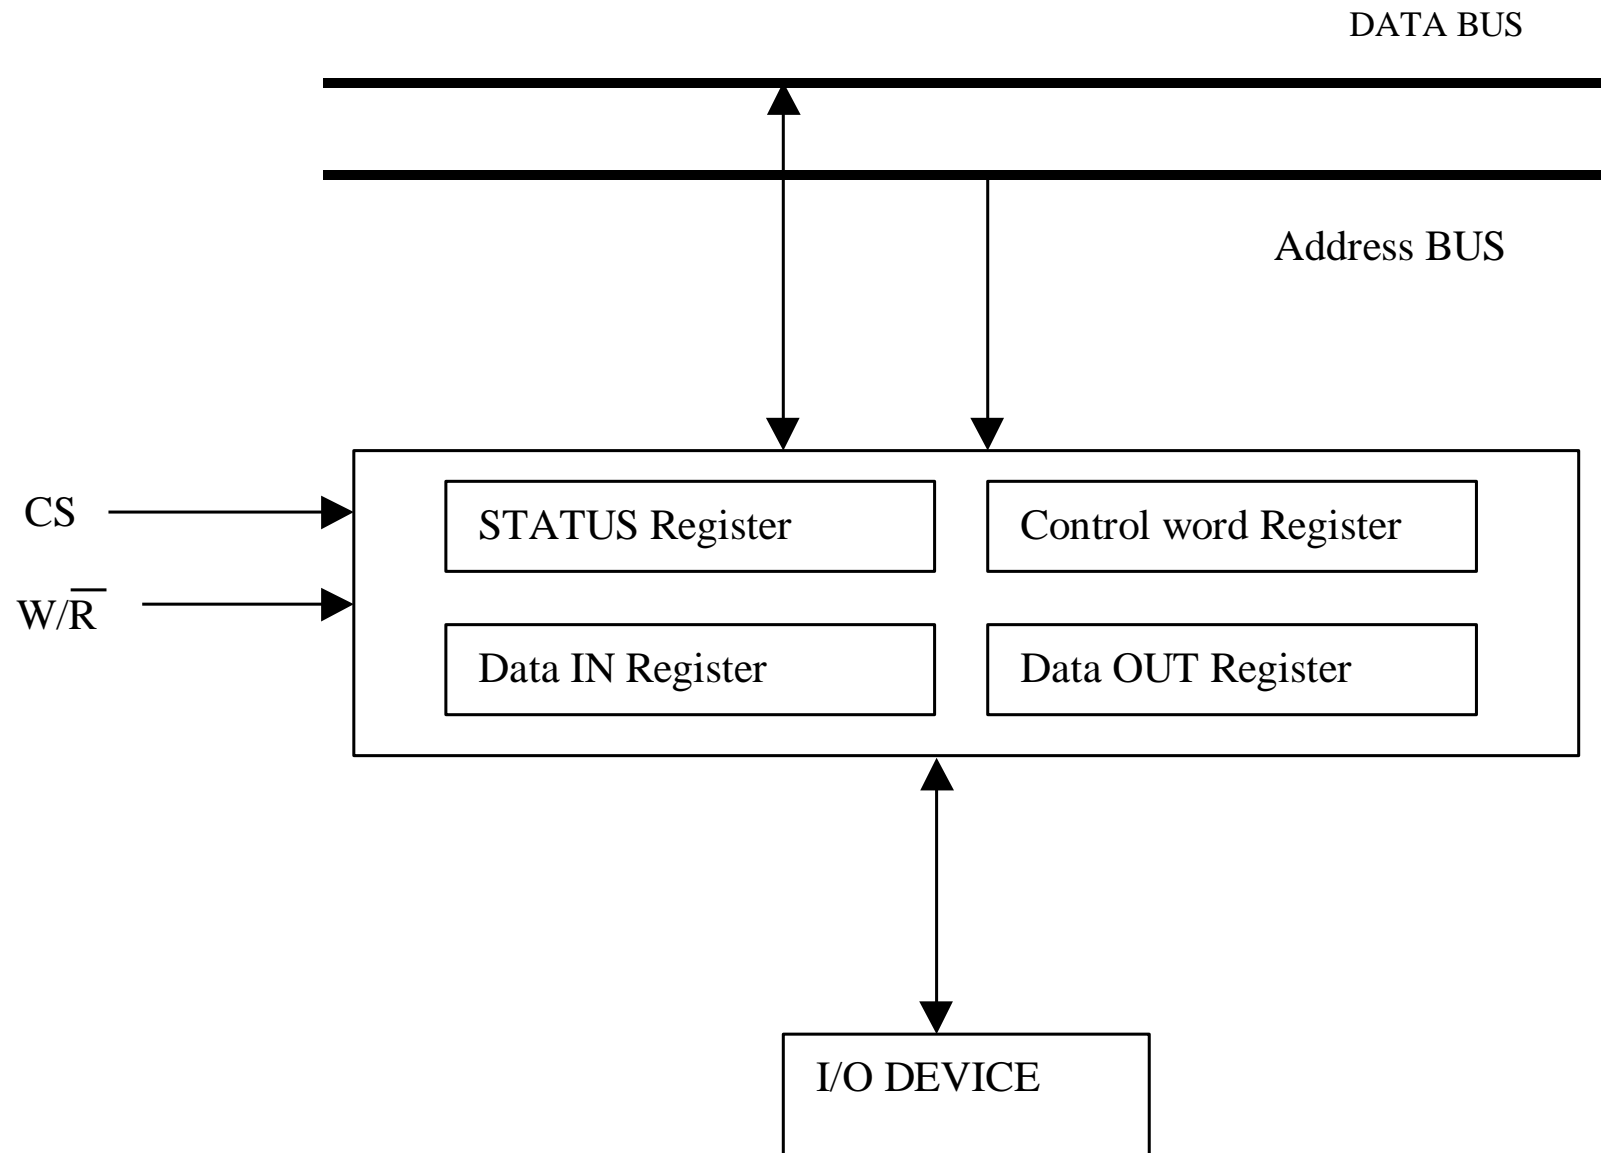 DATA BUS
Address BUS
CS
STATUS Register
Control word Register
W/R̅
Data IN Register
Data OUT Register
I/O DEVICE